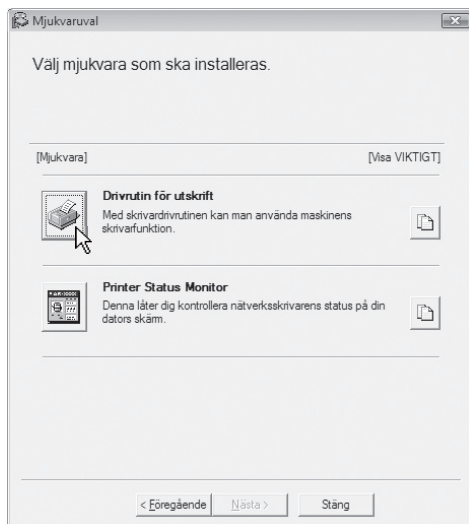 Mjukvaruval
Välj mjukvara som ska installeras.
[Mjukvara] [Visa VIKTIGT]
Drivrutin för utskrift
Med skrivardrivrutinen kan man använda maskinens
skrivarfunktion.
Printer Status Monitor
Denna låter dig kontrollera nätverksskrivarens status på din
dators skärm.
< Föregående Nästa > Stäng